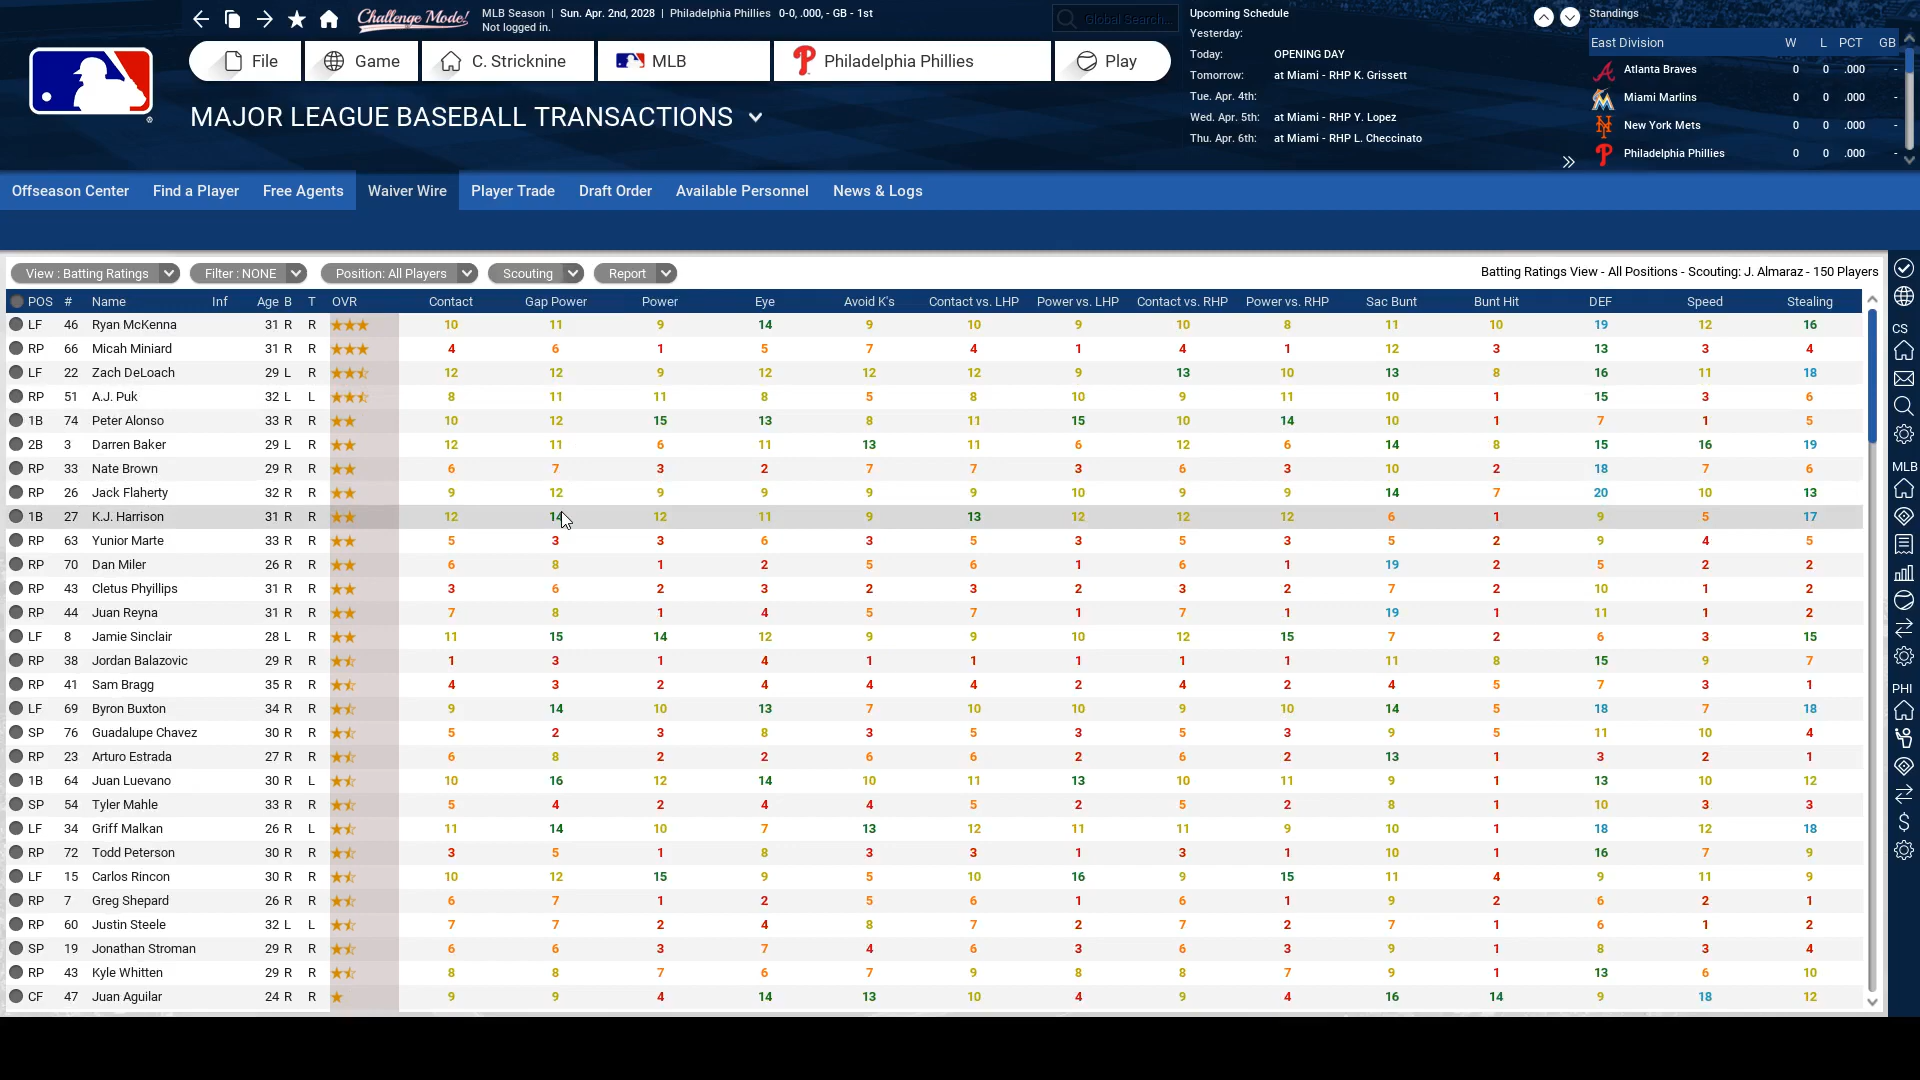 Challenge Mode!
MLB Season | Sun. Apr. 2nd, 2028 | Philadelphia Phillies 0-0, .000, - GB - 1st
Not logged in.
Global Search...
File
Game
C. Stricknine
MLB
Philadelphia Phillies
Play
MAJOR LEAGUE BASEBALL TRANSACTIONS
Upcoming Schedule
Yesterday:
Today: OPENING DAY
Tomorrow: at Miami - RHP K. Grissett
Tue. Apr. 4th:
Wed. Apr. 5th: at Miami - RHP Y. Lopez
Thu. Apr. 6th: at Miami - RHP L. Checcinato
Standings
East Division W L PCT GB
Atlanta Braves 0 0 .000 -
Miami Marlins 0 0 .000 -
New York Mets 0 0 .000 -
Philadelphia Phillies 0 0 .000 -
Offseason Center Find a Player Free Agents Waiver Wire Player Trade Draft Order Available Personnel News & Logs
View : Batting Ratings Filter : NONE Position: All Players Scouting Report
Batting Ratings View - All Positions - Scouting: J. Almaraz - 150 Players
POS # Name Inf Age B T OVR Contact Gap Power Power Eye Avoid K's Contact vs. LHP Power vs. LHP Contact vs. RHP Power vs. RHP Sac Bunt Bunt Hit DEF Speed Stealing
LF 46 Ryan McKenna 31 R R 10 11 9 14 9 10 9 10 8 11 10 19 12 16
RP 66 Micah Miniard 31 R R 4 6 1 5 7 4 1 4 1 12 3 13 3 4
LF 22 Zach DeLoach 29 L R 12 12 9 12 12 12 9 13 10 13 8 16 11 18
RP 51 A.J. Puk 32 L L 8 11 11 8 5 8 10 9 11 10 1 15 3 6
1B 74 Peter Alonso 33 R R 10 12 15 13 8 11 15 10 14 10 1 7 1 5
2B 3 Darren Baker 29 L R 12 11 6 11 13 11 6 12 6 14 8 15 16 19
RP 33 Nate Brown 29 R R 6 7 3 2 7 7 3 6 3 10 2 18 7 6
RP 26 Jack Flaherty 32 R R 9 12 9 9 9 9 10 9 9 14 7 20 10 13
1B 27 K.J. Harrison 31 R R 12 14 12 11 9 13 12 12 12 6 1 9 5 17
RP 63 Yunior Marte 33 R R 5 3 3 6 3 5 3 5 3 5 2 9 4 5
RP 70 Dan Miler 26 R R 6 8 1 2 5 6 1 6 1 19 2 5 2 2
RP 43 Cletus Phyillips 31 R R 3 6 2 3 2 3 2 3 2 7 2 10 1 2
RP 44 Juan Reyna 31 R R 7 8 1 4 5 7 1 7 1 19 1 11 1 2
LF 8 Jamie Sinclair 28 L R 11 15 14 12 9 9 10 12 15 7 2 6 3 15
RP 38 Jordan Balazovic 29 R R 1 3 1 4 1 1 1 1 1 11 8 15 9 7
RP 41 Sam Bragg 35 R R 4 3 2 4 4 4 2 4 2 4 5 7 3 1
LF 69 Byron Buxton 34 R R 9 14 10 13 7 10 10 9 10 14 5 18 7 18
SP 76 Guadalupe Chavez 30 R R 5 2 3 8 3 5 3 5 3 9 5 11 10 4
RP 23 Arturo Estrada 27 R R 6 8 2 2 6 6 2 6 2 13 1 3 2 1
1B 64 Juan Luevano 30 R L 10 16 12 14 10 11 13 10 11 9 1 13 10 12
SP 54 Tyler Mahle 33 R R 5 4 2 4 4 5 2 5 2 8 1 10 3 3
LF 34 Griff Malkan 26 R L 11 14 10 7 13 12 11 11 9 10 1 18 12 18
RP 72 Todd Peterson 30 R R 3 5 1 8 3 3 1 3 1 10 1 16 7 9
LF 15 Carlos Rincon 30 R R 10 12 15 9 5 10 16 9 15 11 4 9 11 9
RP 7 Greg Shepard 26 R R 6 7 1 2 5 6 1 6 1 9 2 6 2 1
RP 60 Justin Steele 32 L L 7 7 2 4 8 7 2 7 2 7 1 6 1 2
SP 19 Jonathan Stroman 29 R R 6 6 3 7 4 6 3 6 3 9 1 8 3 4
RP 43 Kyle Whitten 29 R R 8 8 7 6 7 9 8 8 7 9 1 13 6 10
CF 47 Juan Aguilar 24 R R 9 9 4 14 13 10 4 9 4 16 14 9 18 12
CS
MLB
PHI